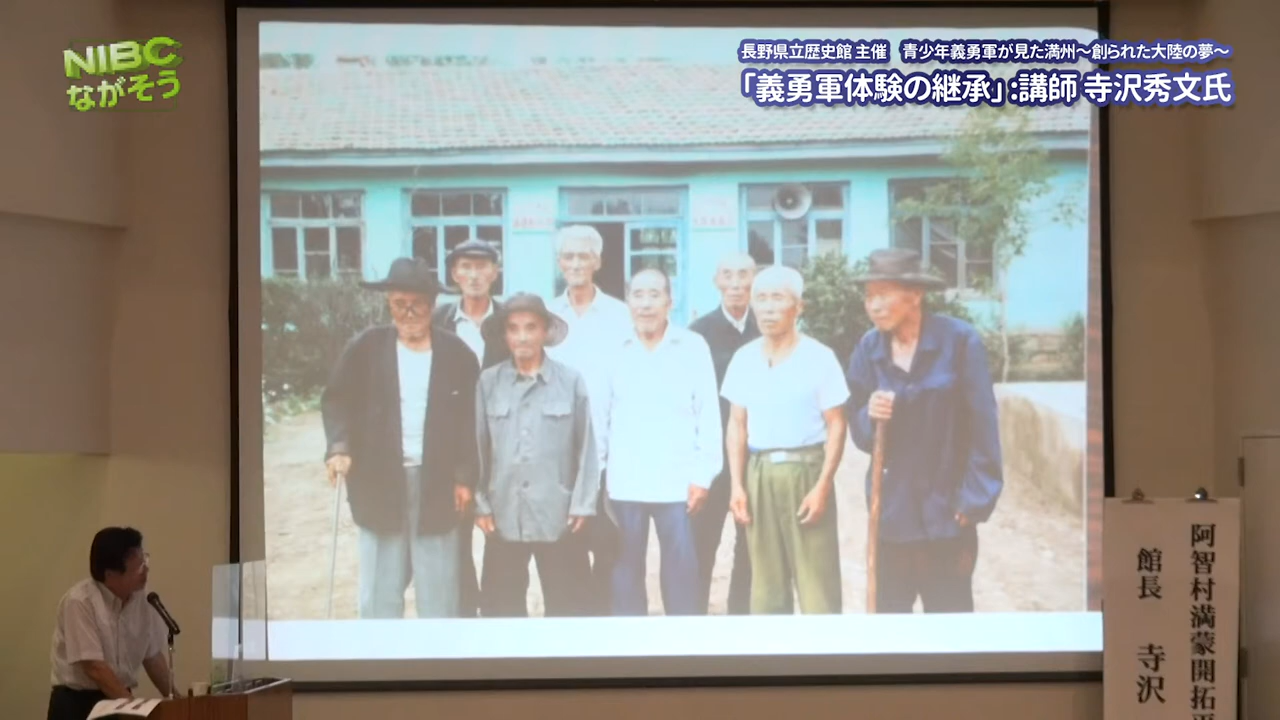 NIBC
ながそう
長野県立歴史館 主催　青少年義勇軍が見た満州～創られた大陸の夢～
「義勇軍体験の継承」:講師 寺沢秀文氏
阿智村満蒙開拓平
館長　寺沢